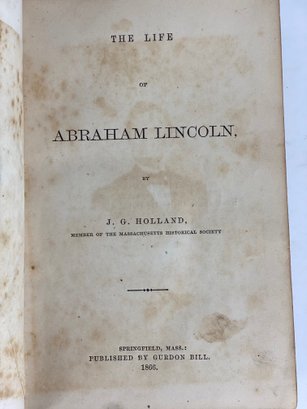 THE LIFE
OF
ABRAHAM LINCOLN,
BY
J. G. HOLLAND,
MEMBER OF THE MASSACHUSETTS HISTORICAL SOCIETY
SPRINGFIELD, MASS.:
PUBLISHED BY GURDON BILL.
1866.